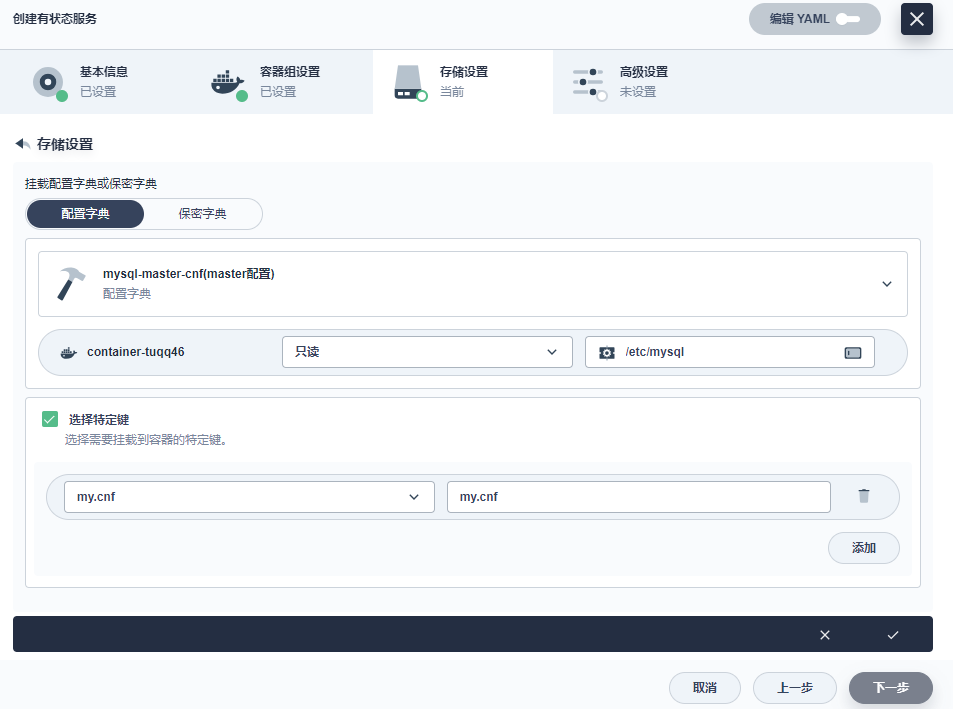 创建有状态服务
编辑 YAML
基本信息
已设置
容器组设置
已设置
存储设置
当前
高级设置
未设置
存储设置
挂载配置字典或保密字典
配置字典
保密字典
mysql-master-cnf(master配置)
配置字典
container-tuqq46
只读
/etc/mysql
选择特定键
选择需要挂载到容器的特定键。
my.cnf
my.cnf
添加
取消
上一步
下一步